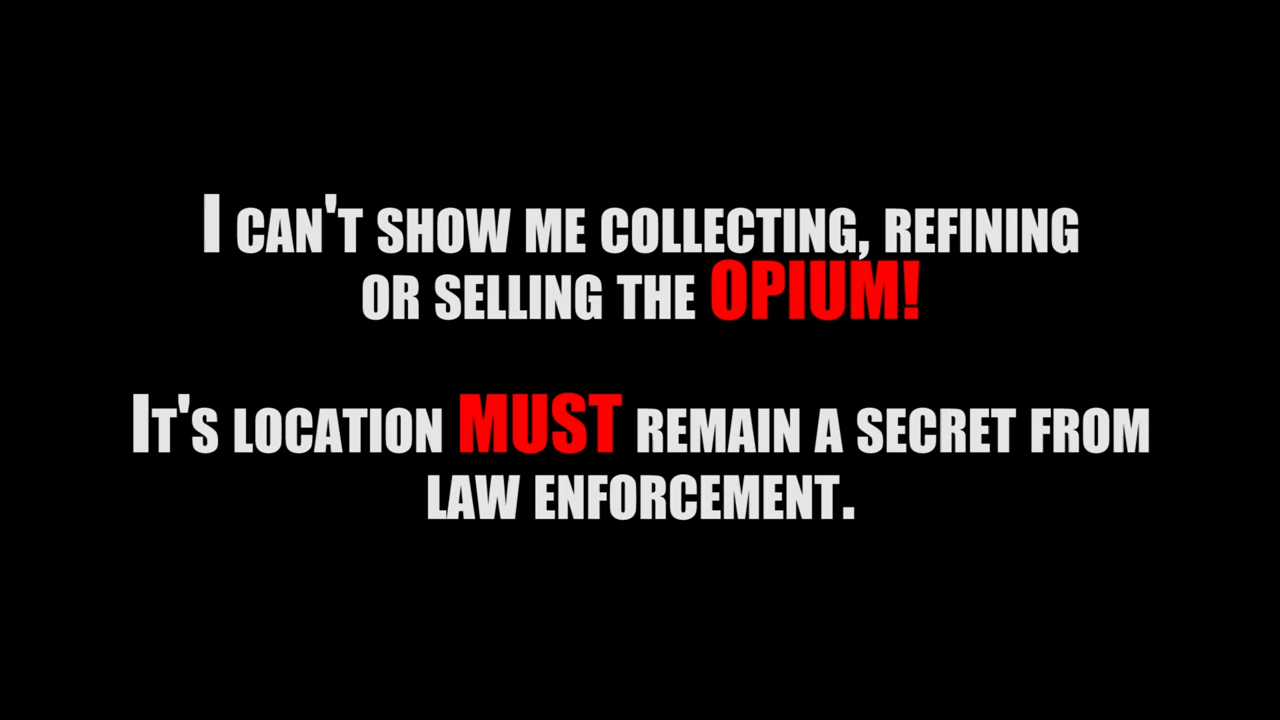 I CAN'T SHOW ME COLLECTING, REFINING
OR SELLING THE OPIUM!
IT'S LOCATION MUST REMAIN A SECRET FROM
LAW ENFORCEMENT.